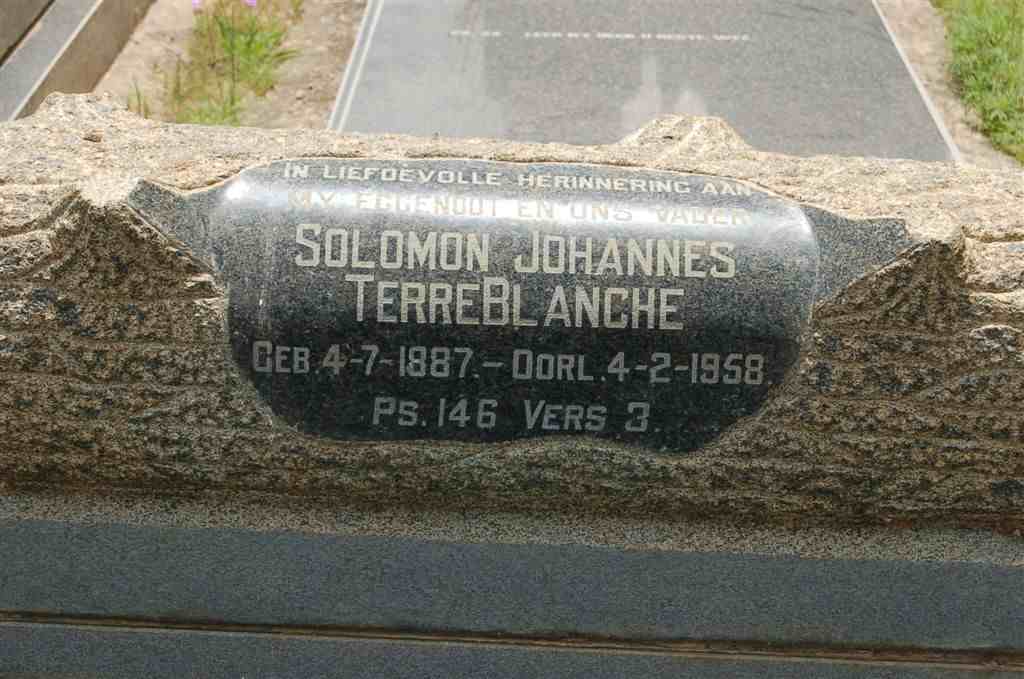 IN LIEFDEVOLLE HERINNERING AAN
MY EGGENOOT EN ONS VADER
SOLOMON JOHANNES
TERREBLANCHE
GEB. 4-7-1887. – OORL. 4-2-1958
PS. 146 VERS 3.